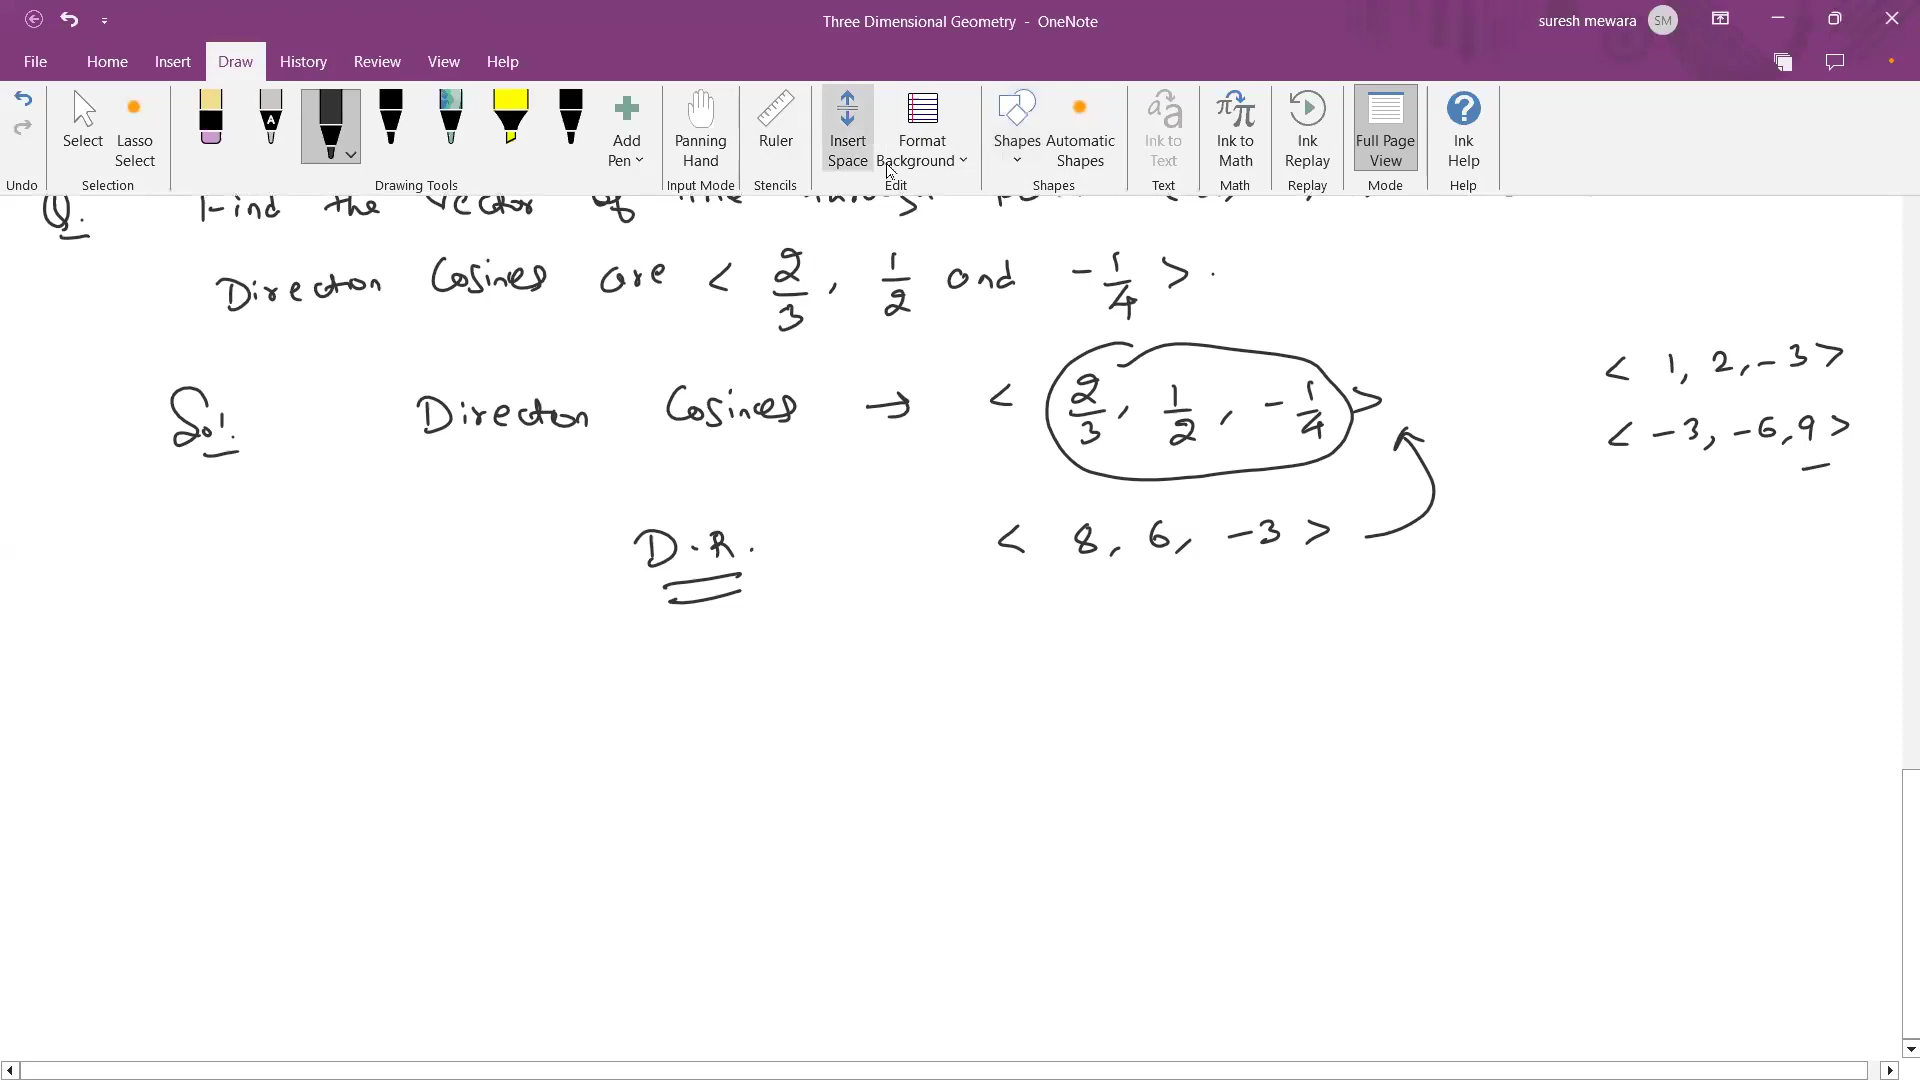 Three Dimensional Geometry - OneNote
suresh mewara SM
File Home Insert Draw History Review View Help
Select Lasso Select
A
Add Pen
Panning Hand
Ruler
Insert Space
Format Background
Shapes
Automatic Shapes
Ink to Text
Ink to Math
Ink Replay
Full Page View
Ink Help
Undo Selection Drawing Tools Input Mode Stencils Edit Shapes Text Math Replay Mode Help
Q. Find the vector of line through
Direction Cosines are < 2/3, 1/2 and -1/4 > .
Sol. Direction Cosines → < 2/3, 1/2, -1/4 >
< 1, 2, -3 >
< -3, -6, 9 >
D.R. < 8, 6, -3 >